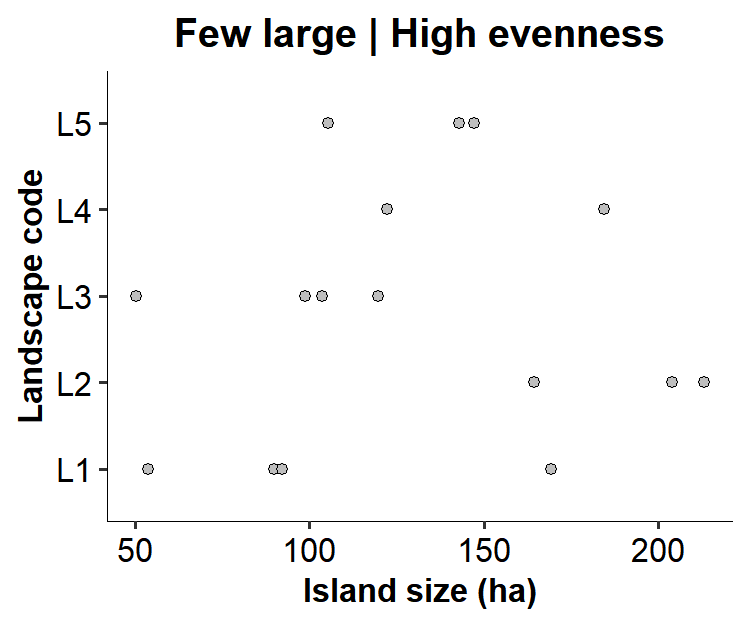 Few large | High evenness
Landscape code
L5
L4
L3
L2
L1
50 100 150 200
Island size (ha)